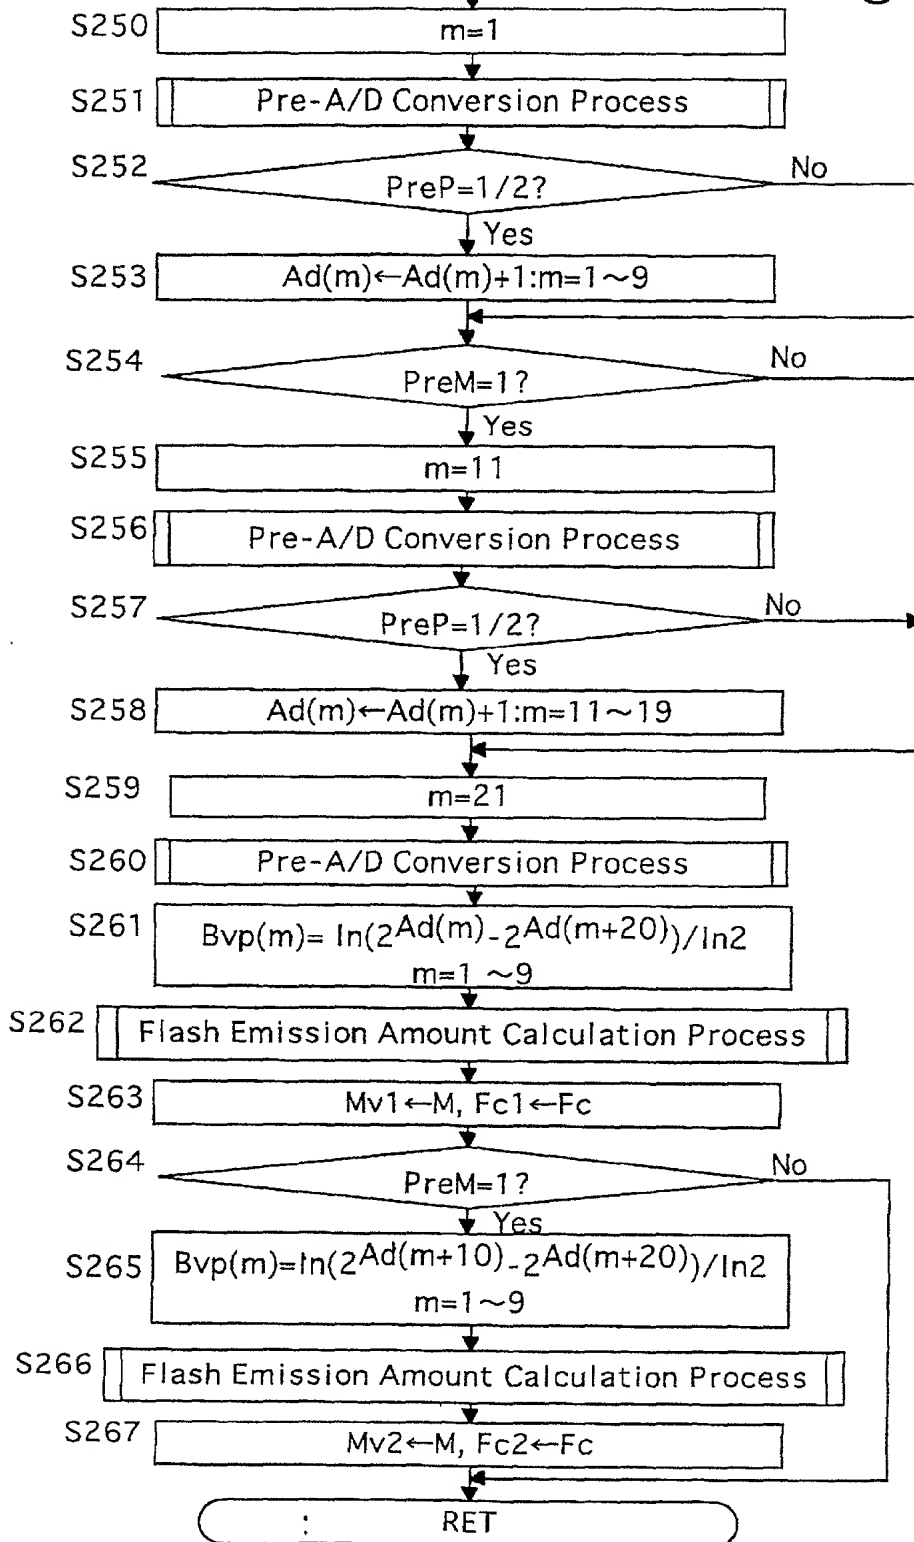 S250 m=1
S251 Pre-A/D Conversion Process
S252 PreP=1/2? No
Yes
S253 Ad(m)←Ad(m)+1:m=1~9
S254 PreM=1? No
Yes
S255 m=11
S256 Pre-A/D Conversion Process
S257 PreP=1/2? No
Yes
S258 Ad(m)←Ad(m)+1:m=11~19
S259 m=21
S260 Pre-A/D Conversion Process
S261 Bvp(m)= ln(2^Ad(m)-2^Ad(m+20))/ln2
m=1 ~9
S262 Flash Emission Amount Calculation Process
S263 Mv1←M, Fc1←Fc
S264 PreM=1? No
Yes
S265 Bvp(m)=ln(2^Ad(m+10)-2^Ad(m+20))/ln2
m=1~9
S266 Flash Emission Amount Calculation Process
S267 Mv2←M, Fc2←Fc
RET